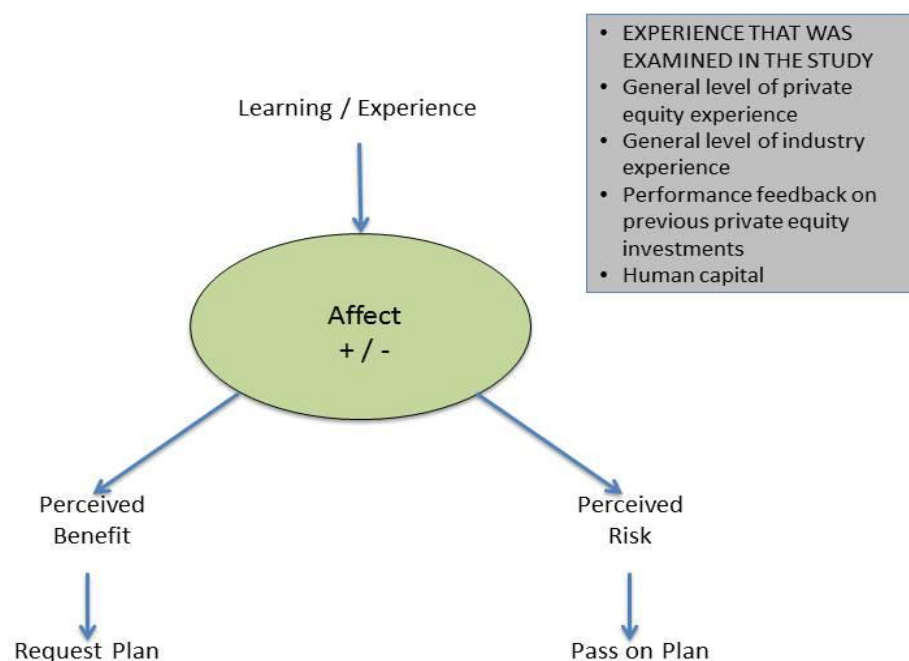 • EXPERIENCE THAT WAS
EXAMINED IN THE STUDY
• General level of private
equity experience
• General level of industry
experience
• Performance feedback on
previous private equity
investments
• Human capital
Learning / Experience
Affect
+ / -
Perceived
Benefit
Perceived
Risk
Request Plan
Pass on Plan